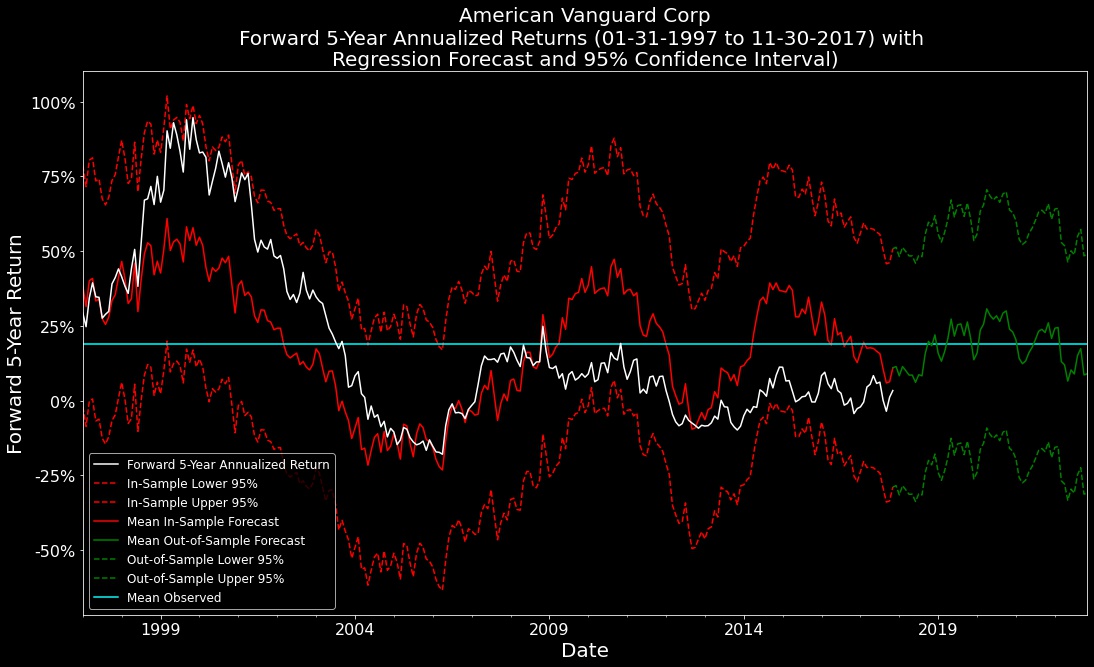 American Vanguard Corp
Forward 5-Year Annualized Returns (01-31-1997 to 11-30-2017) with
Regression Forecast and 95% Confidence Interval)
Forward 5-Year Return
100%
75%
50%
25%
0%
-25%
-50%
Forward 5-Year Annualized Return
In-Sample Lower 95%
In-Sample Upper 95%
Mean In-Sample Forecast
Mean Out-of-Sample Forecast
Out-of-Sample Lower 95%
Out-of-Sample Upper 95%
Mean Observed
1999 2004 2009 2014 2019
Date